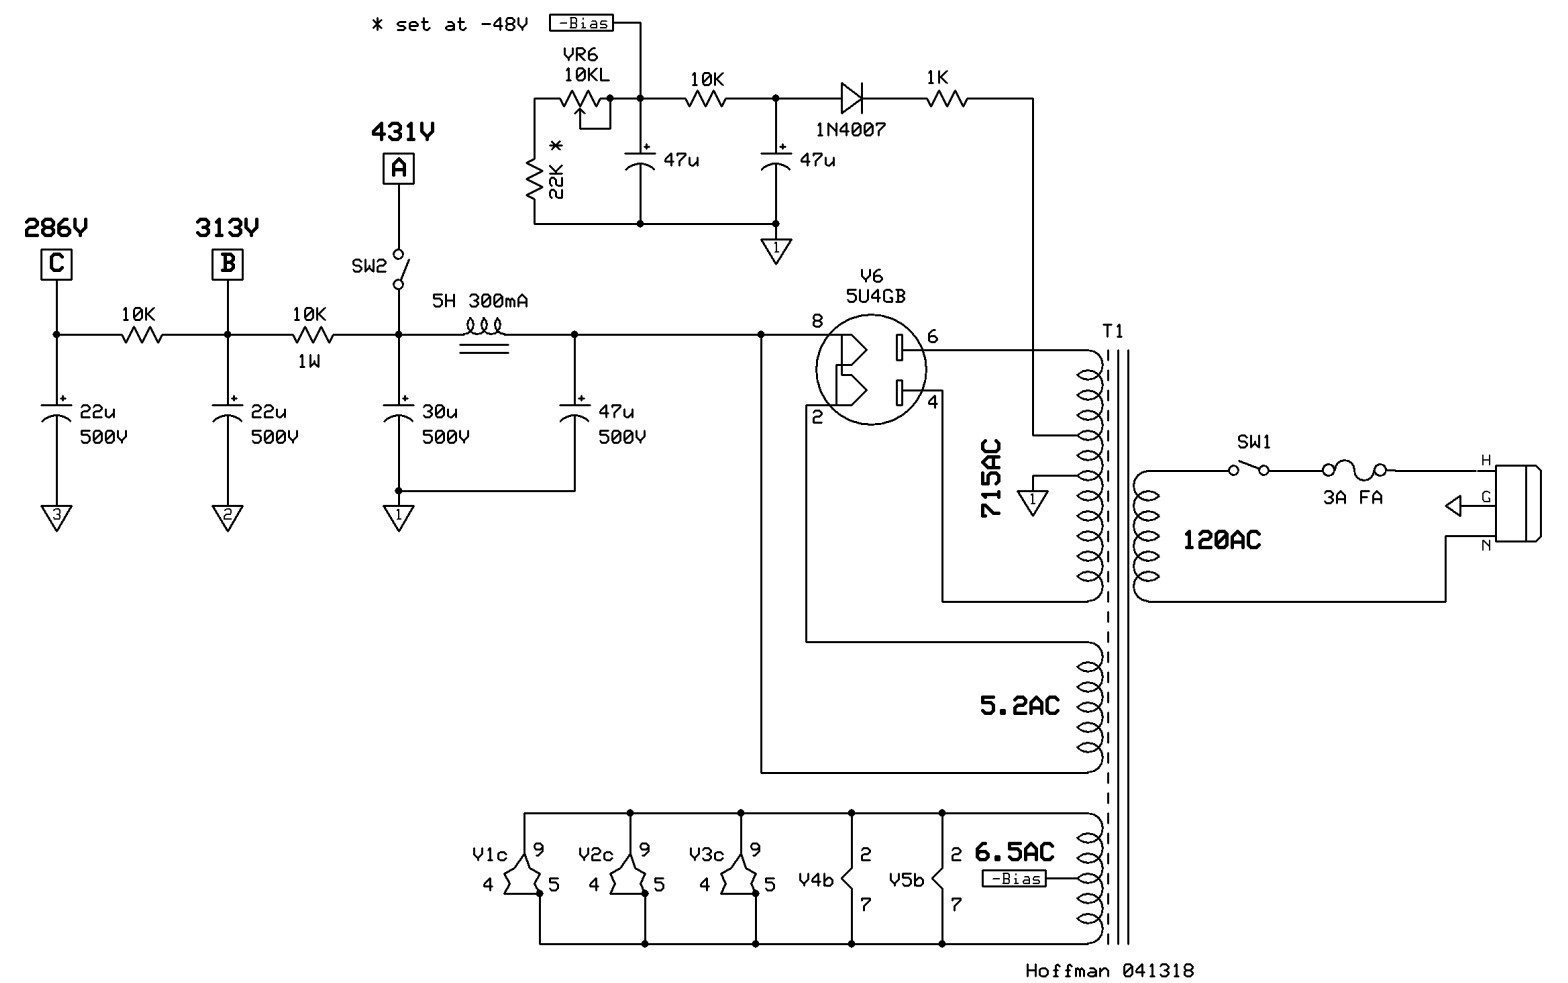 * set at -48V
-Bias
VR6
10KL
10K
1K
1N4007
22K *
+
47u
+
47u
1
431V
A
286V
C
313V
B
SW2
5H 300mA
10K
10K
1W
V6
5U4GB
8
6
4
2
T1
+
22u
500V
+
22u
500V
+
30u
500V
+
47u
500V
3
2
1
715AC
1
SW1
3A FA
H
G
N
120AC
5.2AC
6.5AC
-Bias
V1c
9
4
5
V2c
9
4
5
V3c
9
4
5
V4b
2
7
V5b
2
7
Hoffman 041318